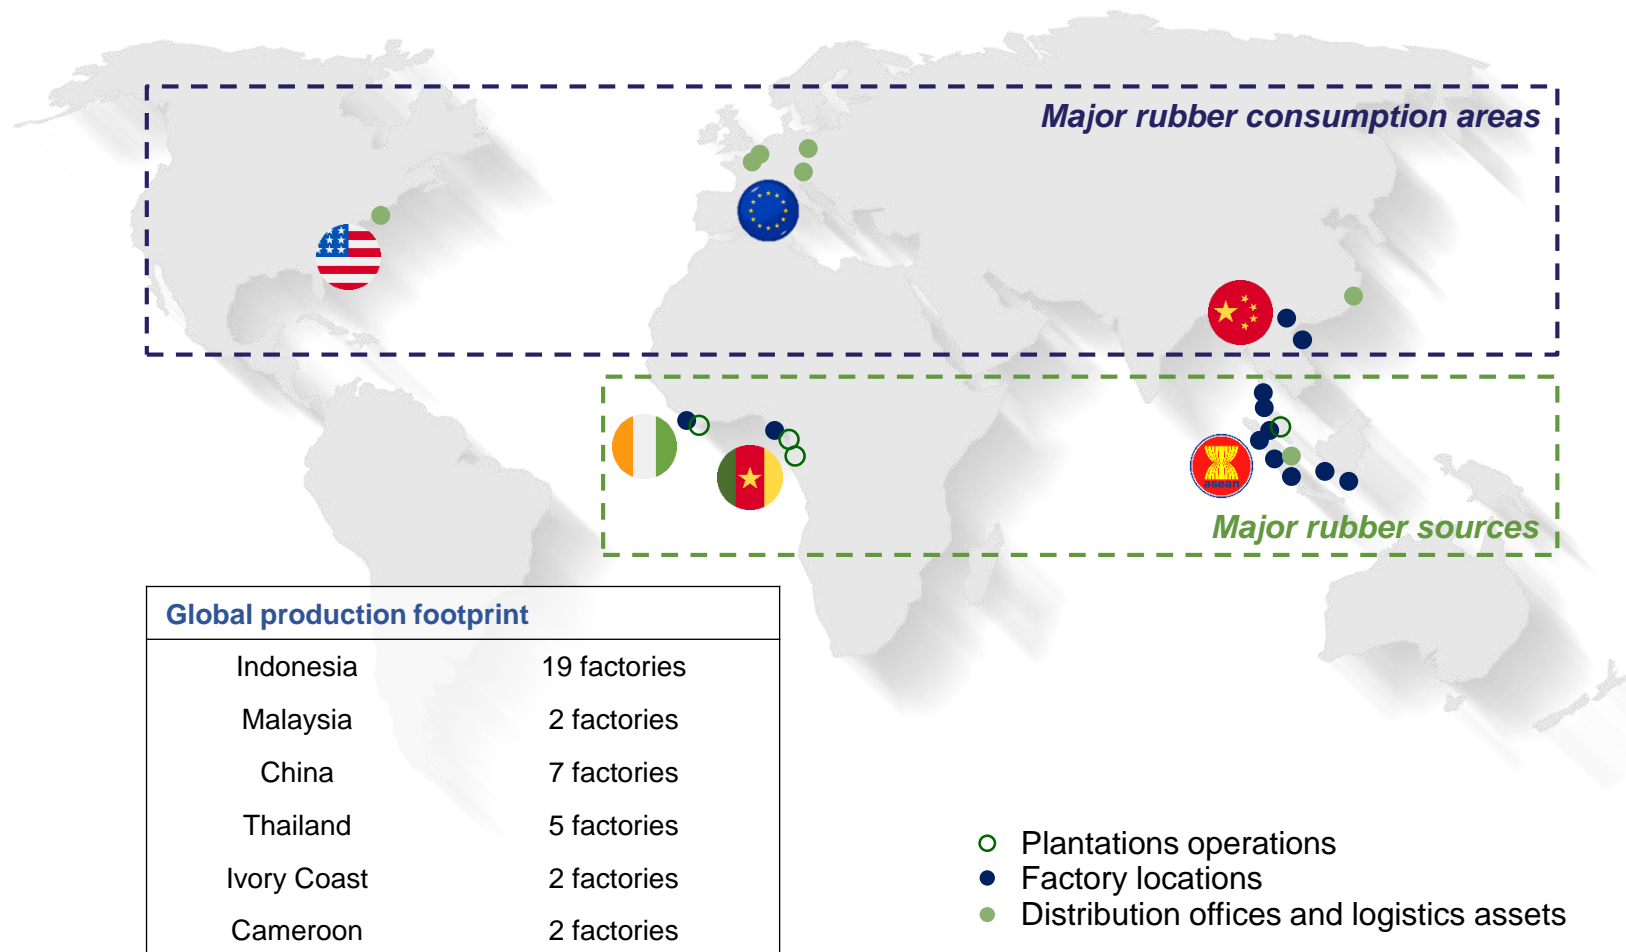 Major rubber consumption areas
asean
Major rubber sources
Global production footprint
Indonesia 19 factories
Malaysia 2 factories
China 7 factories
Thailand 5 factories
Ivory Coast 2 factories
Cameroon 2 factories
Plantations operations
Factory locations
Distribution offices and logistics assets